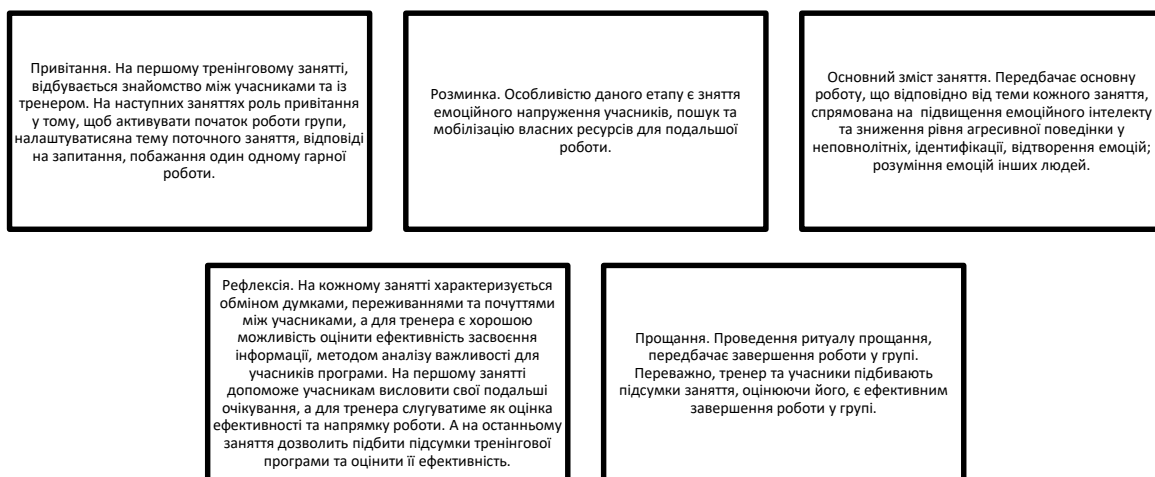 Привітання. На першому тренінговому занятті,
відбувається знайомство між учасниками та із
тренером. На наступних заняттях роль привітання
у тому, щоб активувати початок роботи групи,
налаштуватисяна тему поточного заняття, відповіді
на запитання, побажання один одному гарної
роботи.
Розминка. Особливістю даного етапу є зняття
емоційного напруження учасників, пошук та
мобілізацію власних ресурсів для подальшої
роботи.
Основний зміст заняття. Передбачає основну
роботу, що відповідно від теми кожного заняття,
спрямована на підвищення емоційного інтелекту
та зниження рівня агресивної поведінки у
неповнолітніх, ідентифікації, відтворення емоцій;
розуміння емоцій інших людей.
Рефлексія. На кожному занятті характеризується
обміном думками, переживаннями та почуттями
між учасниками, а для тренера є хорошою
можливість оцінити ефективність засвоєння
інформації, методом аналізу важливості для
учасників програми. На першому занятті
допоможе учасникам висловити свої подальші
очікування, а для тренера слугуватиме як оцінка
ефективності та напрямку роботи. А на останньому
заняття дозволить підбити підсумки тренінгової
програми та оцінити її ефективність.
Прощання. Проведення ритуалу прощання,
передбачає завершення роботи у групі.
Переважно, тренер та учасники підбивають
підсумки заняття, оцінюючи його, є ефективним
завершення роботи у групі.